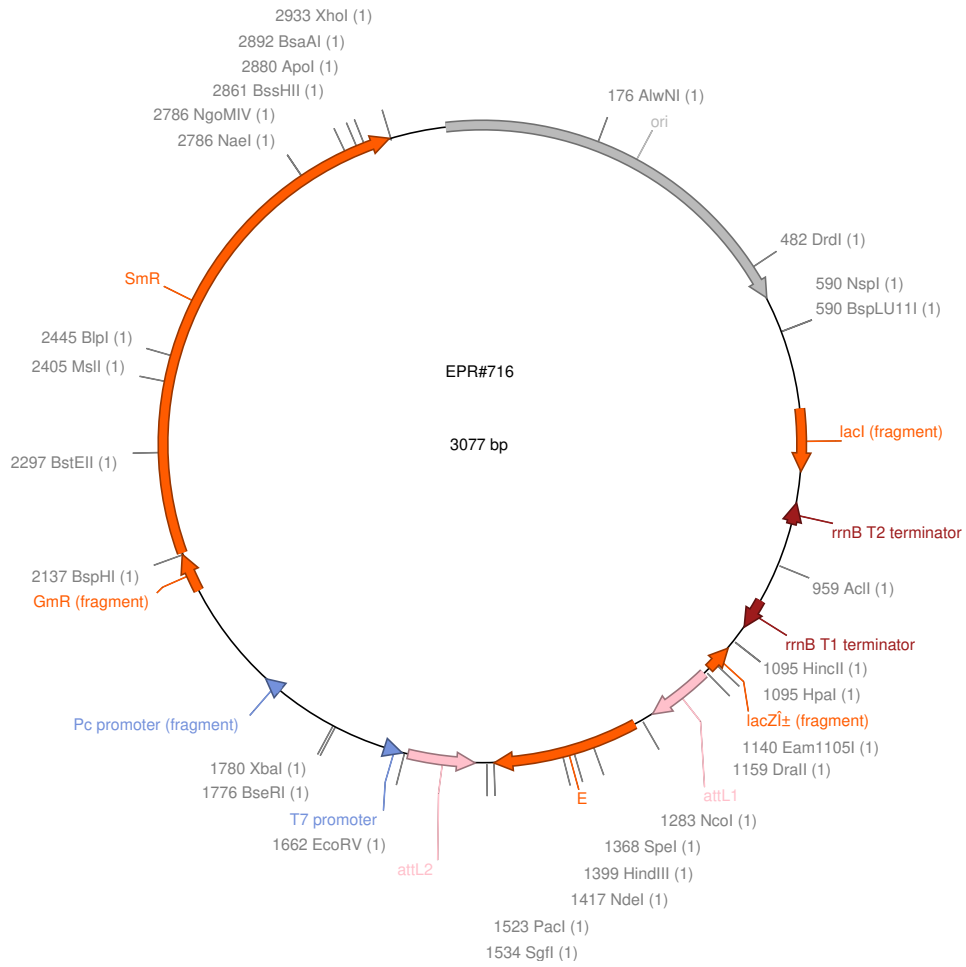 2933 XhoI (1)
2892 BsaAI (1)
2880 ApoI (1)
2861 BssHII (1)
2786 NgoMIV (1)
2786 NaeI (1)
176 AlwNI (1)
ori
482 DrdI (1)
590 NspI (1)
590 BspLU11I (1)
SmR
2445 BlpI (1)
2405 MslI (1)
EPR#716
3077 bp
lacI (fragment)
2297 BstEII (1)
rrnB T2 terminator
2137 BspHI (1)
GmR (fragment)
959 AclI (1)
rrnB T1 terminator
1095 HincII (1)
1095 HpaI (1)
lacZÎ± (fragment)
Pc promoter (fragment)
1140 Eam1105I (1)
1159 DraII (1)
1780 XbaI (1)
1776 BseRI (1)
T7 promoter
1662 EcoRV (1)
attL2
E
attL1
1283 NcoI (1)
1368 SpeI (1)
1399 HindIII (1)
1417 NdeI (1)
1523 PacI (1)
1534 SgfI (1)